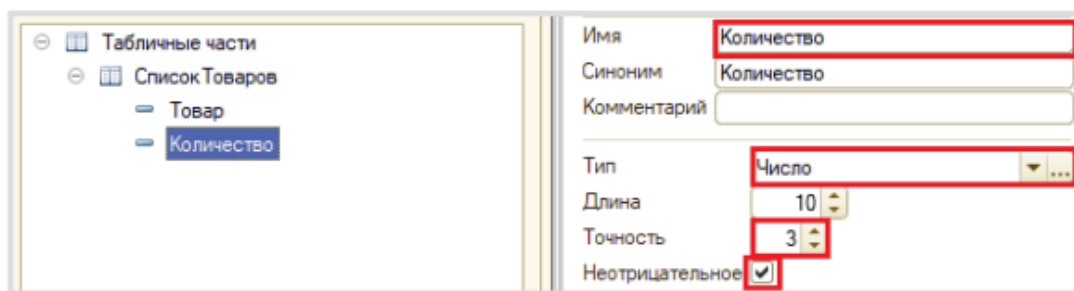 Табличные части
СписокТоваров
Товар
Количество
Имя Количество
Синоним Количество
Комментарий
Тип Число ...
Длина 10
Точность 3
Неотрицательное